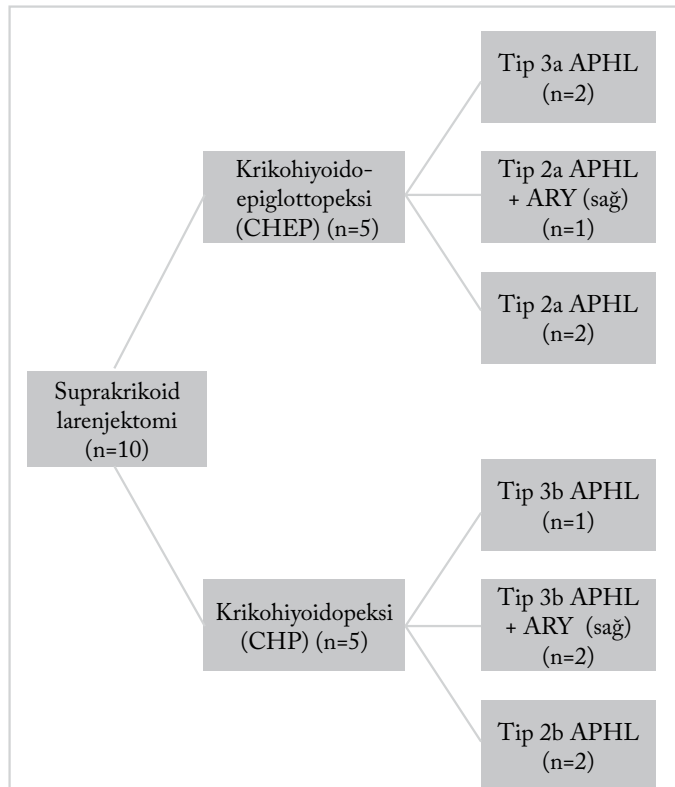 Suprakrikoid
larenjektomi
(n=10)
Krikohiyoido-
epiglottopeksi
(CHEP) (n=5)
Tip 3a APHL
(n=2)
Tip 2a APHL
+ ARY (sağ)
(n=1)
Tip 2a APHL
(n=2)
Krikohiyoidopeksi
(CHP) (n=5)
Tip 3b APHL
(n=1)
Tip 3b APHL
+ ARY (sağ)
(n=2)
Tip 2b APHL
(n=2)